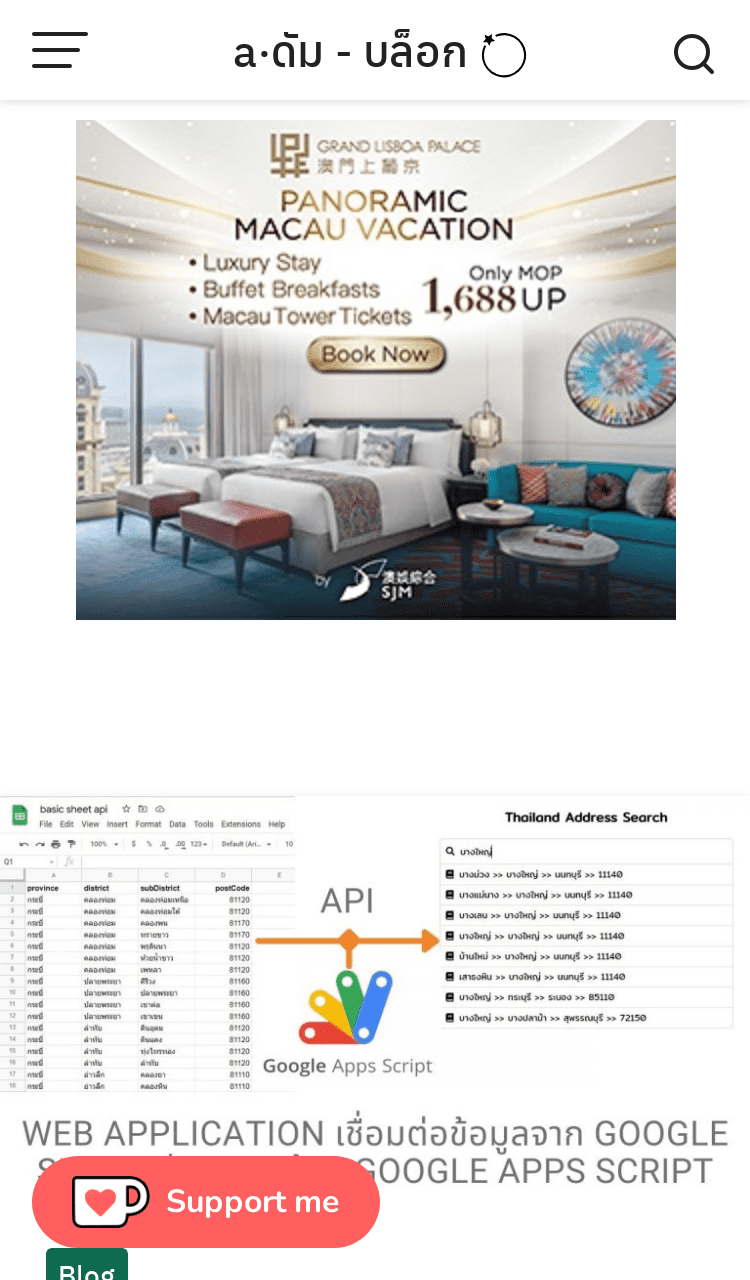 a·ดัม - บล็อก
GRAND LISBOA PALACE
澳門上葡京
PANORAMIC
MACAU VACATION
• Luxury Stay
• Buffet Breakfasts
• Macau Tower Tickets
Only MOP
1,688 UP
Book Now
by 澳娛綜合
SJM
basic sheet api
File Edit View Insert Format Data Tools Extensions Help
100% $ % .0 .00 123 Default (Ari... 10
Q1 fx
A B C D E
1 province district subDistrict postCode
2 กระบี่ คลองท่อม คลองท่อมเหนือ 81120
3 กระบี่ คลองท่อม คลองท่อมใต้ 81120
4 กระบี่ คลองท่อม คลองพน 81170
5 กระบี่ คลองท่อม ทรายขาว 81170
6 กระบี่ คลองท่อม พรุดินนา 81120
7 กระบี่ คลองท่อม ห้วยน้ำขาว 81120
8 กระบี่ คลองท่อม เพหลา 81120
9 กระบี่ ปลายพระยา คีรีวง 81160
10 กระบี่ ปลายพระยา ปลายพระยา 81160
11 กระบี่ ปลายพระยา เขาต่อ 81160
12 กระบี่ ปลายพระยา เขาเขน 81160
13 กระบี่ ลำทับ ดินอุดม 81120
14 กระบี่ ลำทับ ดินแดง 81120
15 กระบี่ ลำทับ ทุ่งไทรทอง 81120
16 กระบี่ ลำทับ ลำทับ 81120
17 กระบี่ อ่าวลึก คลองยา 81110
18 กระบี่ อ่าวลึก คลองหิน 81110
API
Google Apps Script
Thailand Address Search
บางใหญ่
บางม่วง >> บางใหญ่ >> นนทบุรี >> 11140
บางแม่นาง >> บางใหญ่ >> นนทบุรี >> 11140
บางเลน >> บางใหญ่ >> นนทบุรี >> 11140
บางใหญ่ >> บางใหญ่ >> นนทบุรี >> 11140
บ้านใหม่ >> บางใหญ่ >> นนทบุรี >> 11140
เสาธงหิน >> บางใหญ่ >> นนทบุรี >> 11140
บางใหญ่ >> กระบุรี >> ระนอง >> 85110
บางใหญ่ >> บางปลาม้า >> สุพรรณบุรี >> 72150
WEB APPLICATION เชื่อมต่อข้อมูลจาก GOOGLE
GOOGLE APPS SCRIPT
Support me
Blog